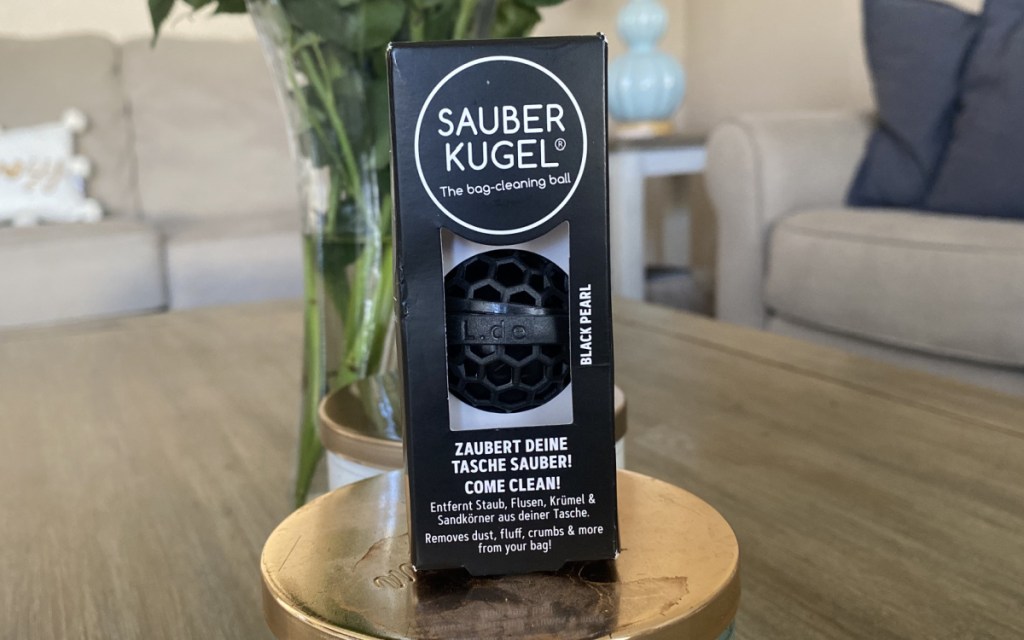 SAUBER
KUGEL®
The bag-cleaning ball
L.de
BLACK PEARL
ZAUBERT DEINE
TASCHE SAUBER!
COME CLEAN!
Entfernt Staub, Flusen, Krümel &
Sandkörner aus deiner Tasche.
Removes dust, fluff, crumbs & more
from your bag!